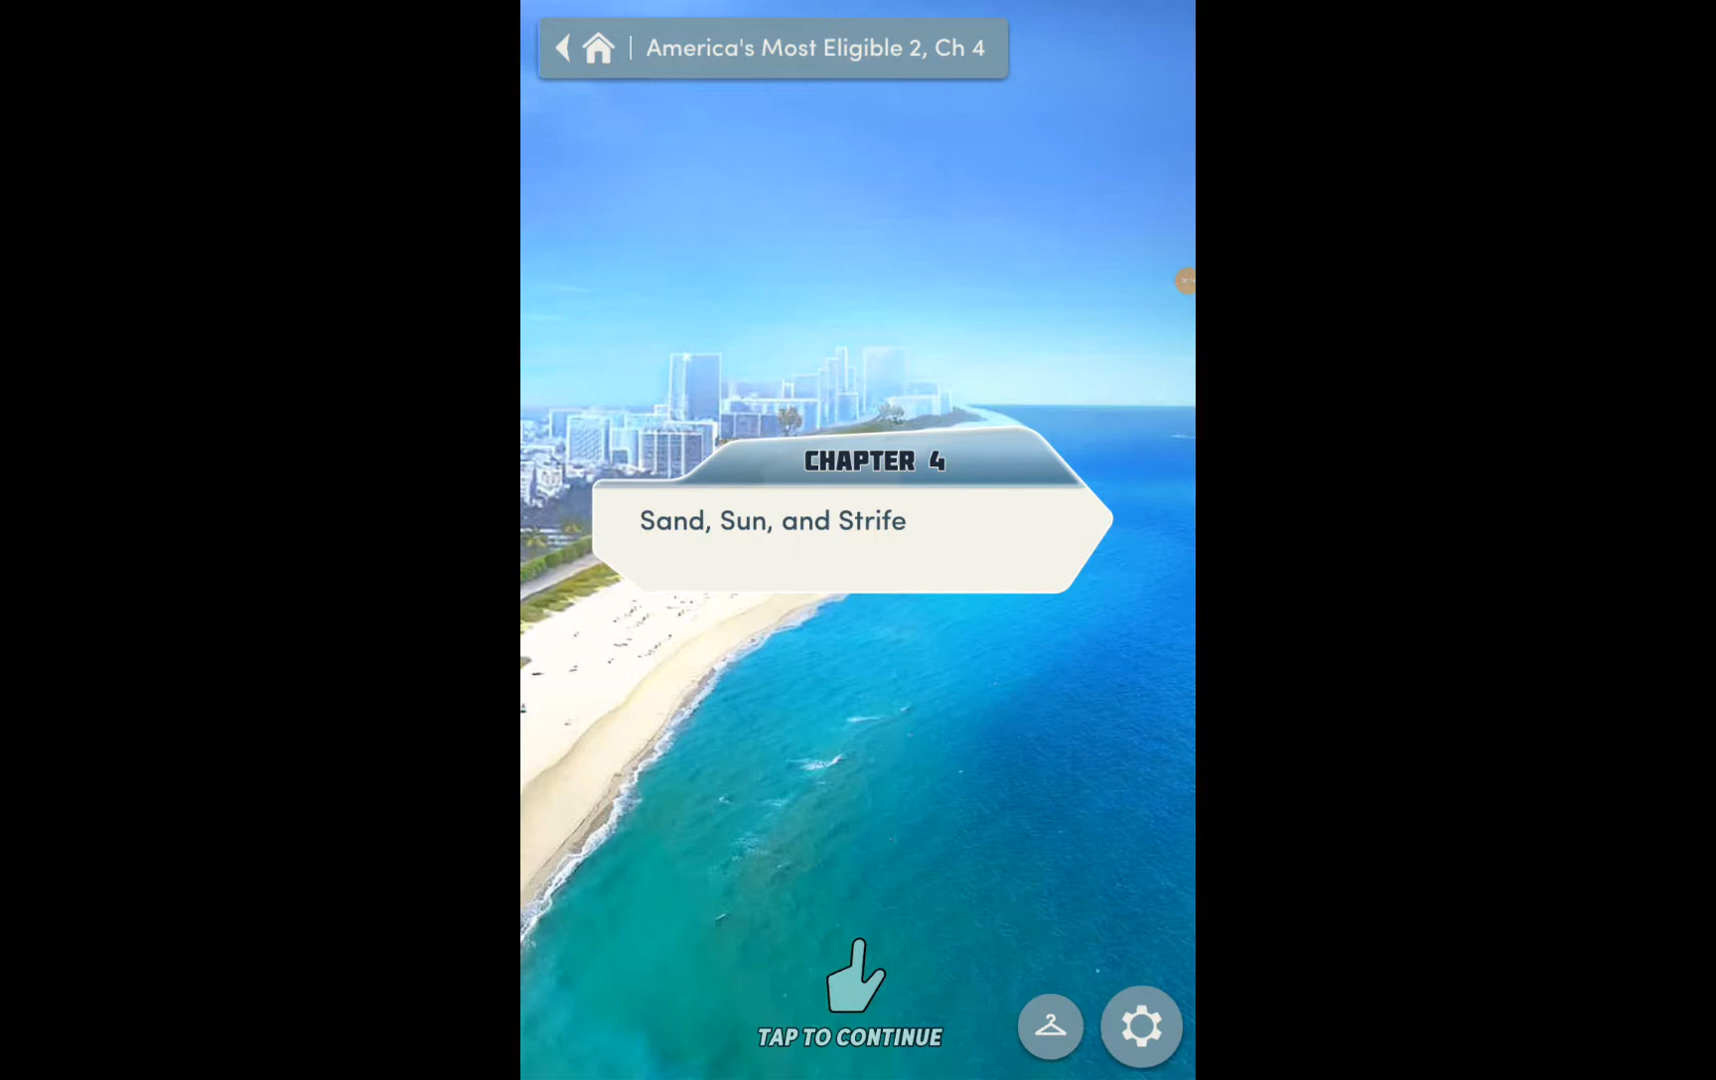 America's Most Eligible 2, Ch 4
CHAPTER 4
Sand, Sun, and Strife
TAP TO CONTINUE